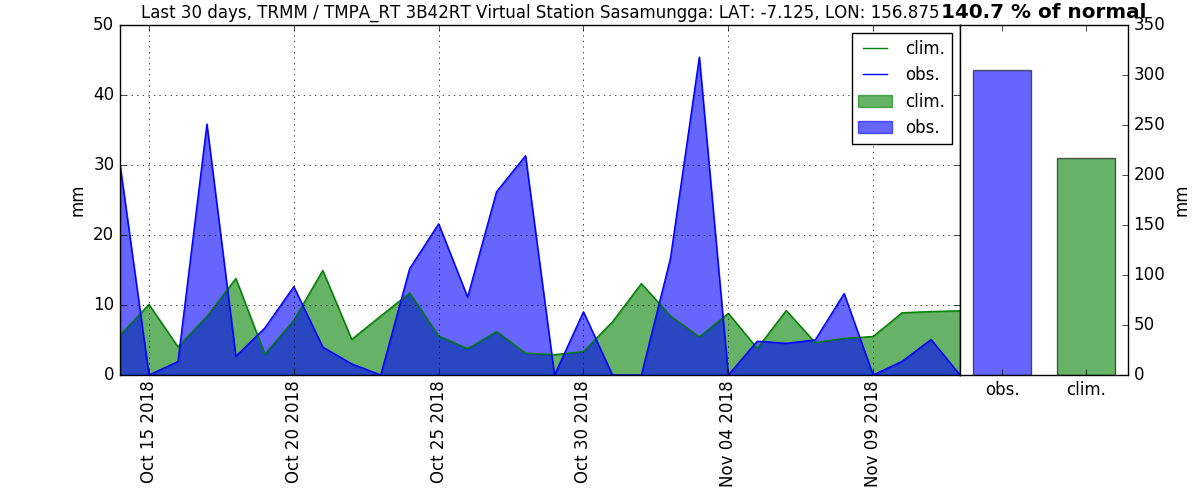 Last 30 days, TRMM / TMPA_RT 3B42RT Virtual Station Sasamungga: LAT: -7.125, LON: 156.875
140.7 % of normal
50
40
30
20
10
0
mm
clim.
obs.
clim.
obs.
Oct 15 2018
Oct 20 2018
Oct 25 2018
Oct 30 2018
Nov 04 2018
Nov 09 2018
350
300
250
200
150
100
50
0
mm
obs.
clim.